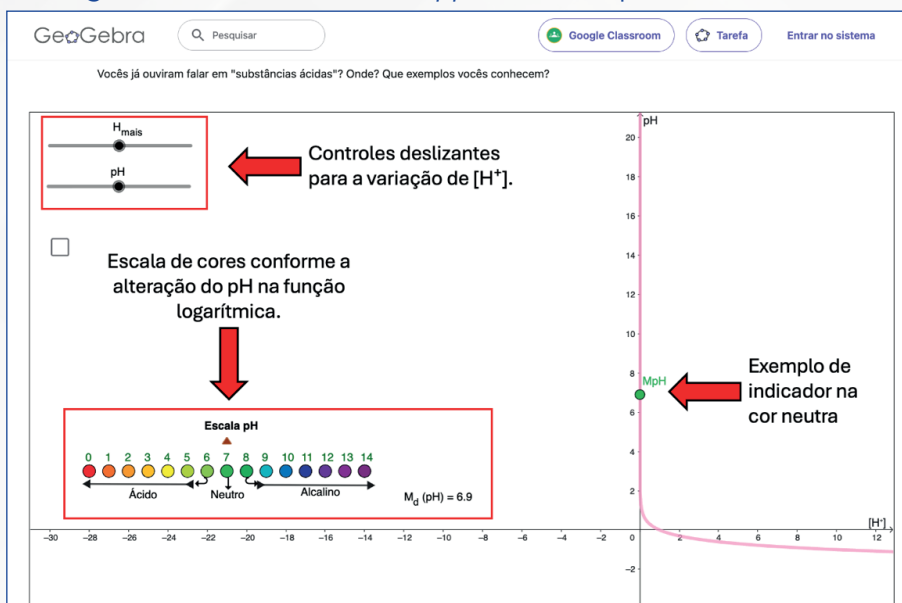 GeoGebra
Pesquisar
Google Classroom
Tarefa
Entrar no sistema
Vocês já ouviram falar em "substâncias ácidas"? Onde? Que exemplos vocês conhecem?
H mais
pH
Controles deslizantes
para a variação de [H⁺].
Escala de cores conforme a
alteração do pH na função
logarítmica.
Escala pH
0 1 2 3 4 5 6 7 8 9 10 11 12 13 14
Ácido Neutro Alcalino
M d (pH) = 6.9
pH
20
18
16
14
12
10
8
MpH
6
4
2
Exemplo de
indicador na
cor neutra
[H⁺]
−30 −28 −26 −24 −22 −20 −18 −16 −14 −12 −10 −8 −6 −4 −2 0 2 4 6 8 10 12
−2